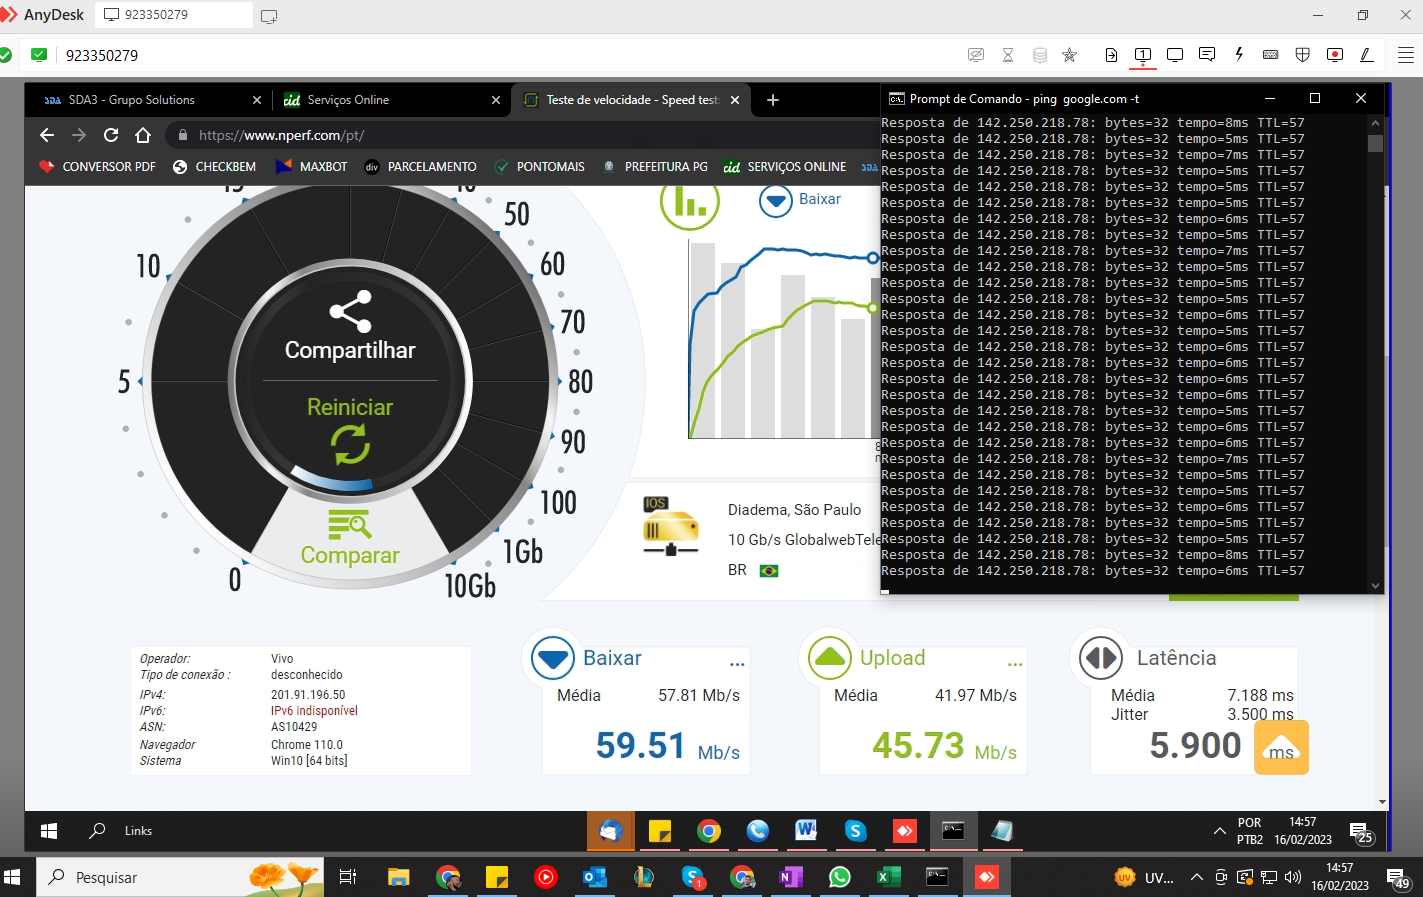 AnyDesk
923350279
923350279
SDA3 - Grupo Solutions
cid
Serviços Online
Teste de velocidade - Speed test:
Prompt de Comando - ping google.com -t
https://www.nperf.com/pt/
CONVERSOR PDF
CHECKBEM
MAXBOT
div
PARCELAMENTO
PONTOMAIS
PREFEITURA PG
cid
SERVIÇOS ONLINE
Resposta de 142.250.218.78: bytes=32 tempo=8ms TTL=57
Resposta de 142.250.218.78: bytes=32 tempo=5ms TTL=57
Resposta de 142.250.218.78: bytes=32 tempo=7ms TTL=57
Resposta de 142.250.218.78: bytes=32 tempo=5ms TTL=57
Resposta de 142.250.218.78: bytes=32 tempo=5ms TTL=57
Resposta de 142.250.218.78: bytes=32 tempo=5ms TTL=57
Resposta de 142.250.218.78: bytes=32 tempo=6ms TTL=57
Resposta de 142.250.218.78: bytes=32 tempo=5ms TTL=57
Resposta de 142.250.218.78: bytes=32 tempo=7ms TTL=57
Resposta de 142.250.218.78: bytes=32 tempo=5ms TTL=57
Resposta de 142.250.218.78: bytes=32 tempo=5ms TTL=57
Resposta de 142.250.218.78: bytes=32 tempo=5ms TTL=57
Resposta de 142.250.218.78: bytes=32 tempo=6ms TTL=57
Resposta de 142.250.218.78: bytes=32 tempo=5ms TTL=57
Resposta de 142.250.218.78: bytes=32 tempo=6ms TTL=57
Resposta de 142.250.218.78: bytes=32 tempo=6ms TTL=57
Resposta de 142.250.218.78: bytes=32 tempo=6ms TTL=57
Resposta de 142.250.218.78: bytes=32 tempo=6ms TTL=57
Resposta de 142.250.218.78: bytes=32 tempo=5ms TTL=57
Resposta de 142.250.218.78: bytes=32 tempo=6ms TTL=57
Resposta de 142.250.218.78: bytes=32 tempo=6ms TTL=57
Resposta de 142.250.218.78: bytes=32 tempo=7ms TTL=57
Resposta de 142.250.218.78: bytes=32 tempo=5ms TTL=57
Resposta de 142.250.218.78: bytes=32 tempo=5ms TTL=57
Resposta de 142.250.218.78: bytes=32 tempo=6ms TTL=57
Resposta de 142.250.218.78: bytes=32 tempo=5ms TTL=57
Resposta de 142.250.218.78: bytes=32 tempo=5ms TTL=57
Resposta de 142.250.218.78: bytes=32 tempo=8ms TTL=57
Resposta de 142.250.218.78: bytes=32 tempo=6ms TTL=57
0
5
10
50
60
70
80
90
100
1Gb
10Gb
Compartilhar
Reiniciar
Comparar
Baixar
IOS
Diadema, São Paulo
10 Gb/s GlobalwebTele
BR
Operador: Vivo
Tipo de conexão : desconhecido
IPv4: 201.91.196.50
IPv6: IPv6 indisponível
ASN: AS10429
Navegador Chrome 110.0
Sistema Win10 [64 bits]
Baixar ...
Média 57.81 Mb/s
59.51 Mb/s
Upload ...
Média 41.97 Mb/s
45.73 Mb/s
Latência
Média 7.188 ms
Jitter 3.500 ms
5.900 ms
Links
POR
PTB2
14:57
16/02/2023
25
Pesquisar
1
UV
UV...
14:57
16/02/2023
49